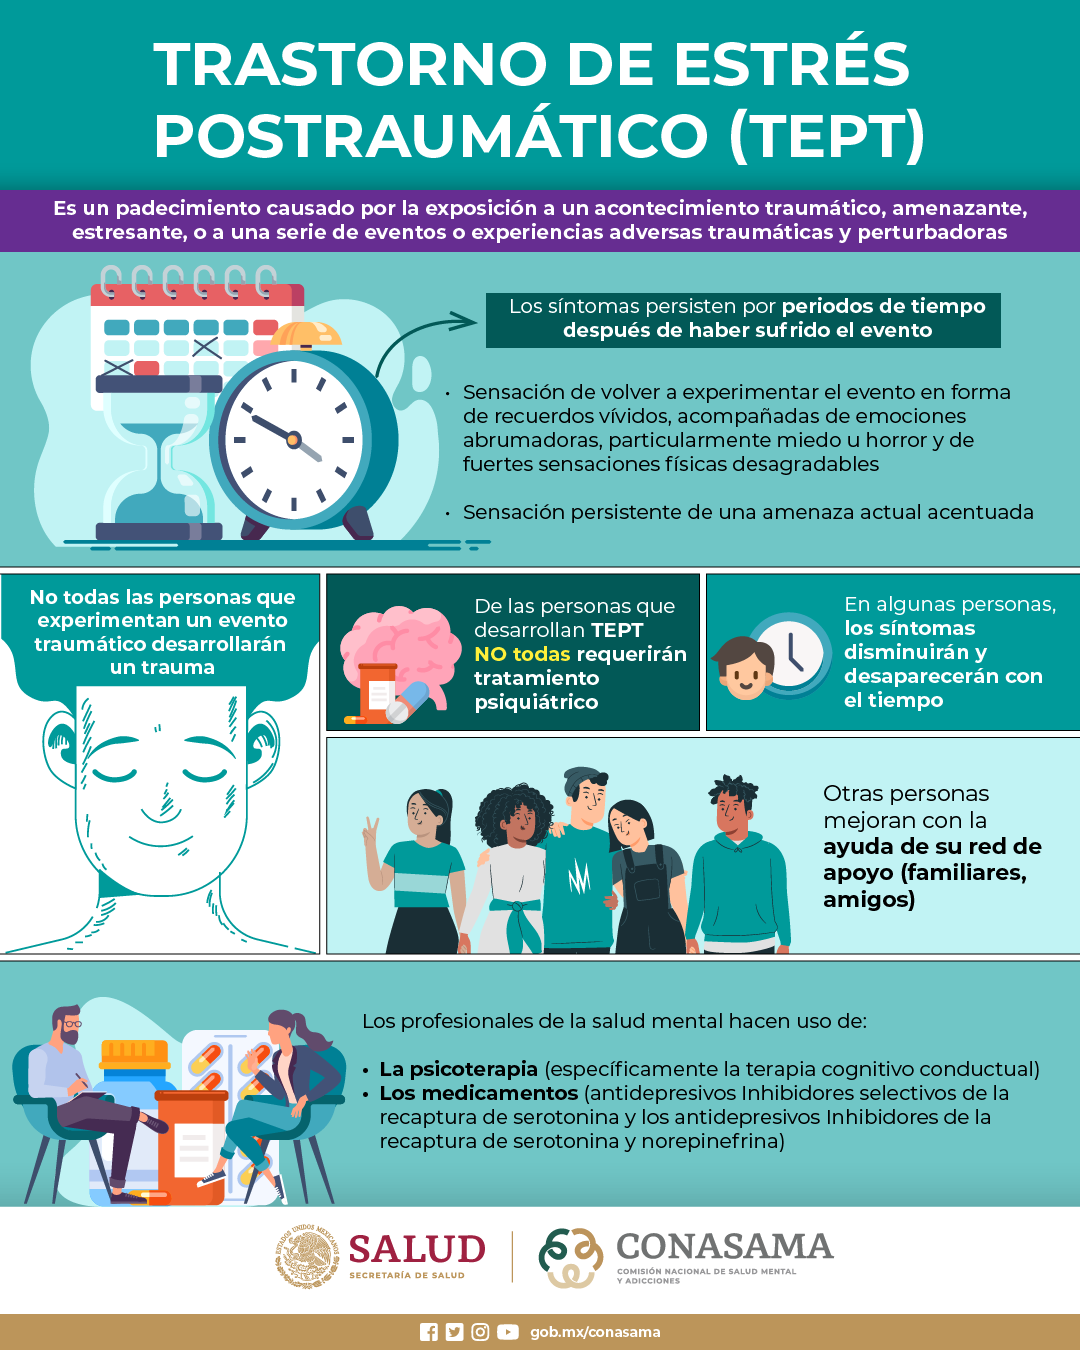 TRASTORNO DE ESTRÉS
POSTRAUMÁTICO (TEPT)
Es un padecimiento causado por la exposición a un acontecimiento traumático, amenazante,
estresante, o a una serie de eventos o experiencias adversas traumáticas y perturbadoras
Los síntomas persisten por periodos de tiempo
después de haber sufrido el evento
• Sensación de volver a experimentar el evento en forma
de recuerdos vívidos, acompañadas de emociones
abrumadoras, particularmente miedo u horror y de
fuertes sensaciones físicas desagradables
• Sensación persistente de una amenaza actual acentuada
No todas las personas que
experimentan un evento
traumático desarrollarán
un trauma
De las personas que
desarrollan TEPT
NO todas requerirán
tratamiento
psiquiátrico
En algunas personas,
los síntomas
disminuirán y
desaparecerán con
el tiempo
Otras personas
mejoran con la
ayuda de su red de
apoyo (familiares,
amigos)
Los profesionales de la salud mental hacen uso de:
• La psicoterapia (específicamente la terapia cognitivo conductual)
• Los medicamentos (antidepresivos Inhibidores selectivos de la
recaptura de serotonina y los antidepresivos Inhibidores de la
recaptura de serotonina y norepinefrina)
ESTADOS UNIDOS MEXICANOS
SALUD
SECRETARÍA DE SALUD
CONASAMA
COMISIÓN NACIONAL DE SALUD MENTAL
Y ADICCIONES
gob.mx/conasama